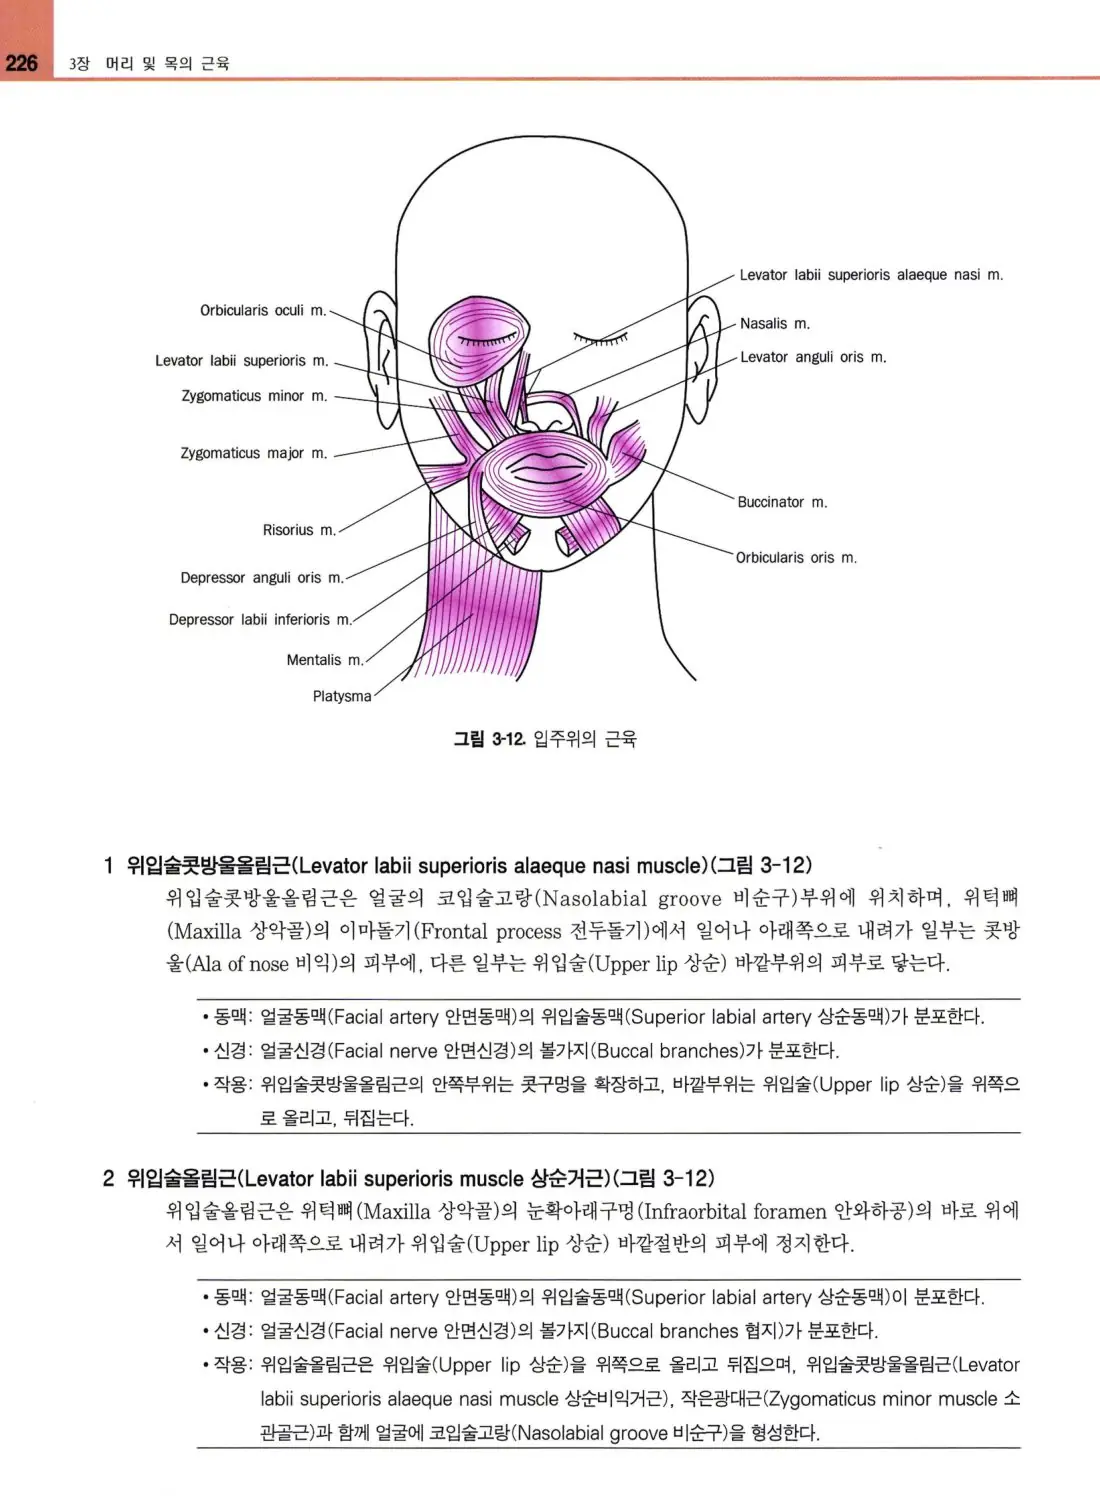 226 3장 머리 및 목의 근육
Levator labii superioris alaeque nasi m.
Orbicularis oculi m.
Nasalis m.
Levator labii superioris m.
Levator anguli oris m.
Zygomaticus minor m.
Zygomaticus major m.
Buccinator m.
Risorius m.
Orbicularis oris m.
Depressor anguli oris m.
Depressor labii inferioris m.
Mentalis m.
Platysma
그림 3-12. 입주위의 근육
1 위입술콧방울올림근(Levator labii superioris alaeque nasi muscle)(그림 3-12)
위입술콧방울올림근은 얼굴의 코입술고랑(Nasolabial groove 비순구)부위에 위치하며, 위턱뼈
(Maxilla 상악골)의 이마돌기(Frontal process 전두돌기)에서 일어나 아래쪽으로 내려가 일부는 콧방
울(Ala of nose 비익)의 피부에, 다른 일부는 위입술(Upper lip 상순) 바깥부위의 피부로 닿는다.
• 동맥: 얼굴동맥(Facial artery 안면동맥)의 위입술동맥(Superior labial artery 상순동맥)가 분포한다.
• 신경: 얼굴신경(Facial nerve 안면신경)의 볼가지(Buccal branches)가 분포한다.
• 작용: 위입술콧방울올림근의 안쪽부위는 콧구멍을 확장하고, 바깥부위는 위입술(Upper lip 상순)을 위쪽으
로 올리고, 뒤집는다.
2 위입술올림근(Levator labii superioris muscle 상순거근)(그림 3-12)
위입술올림근은 위턱뼈(Maxilla 상악골)의 눈확아래구멍(Infraorbital foramen 안와하공)의 바로 위에
서 일어나 아래쪽으로 내려가 위입술(Upper lip 상순) 바깥절반의 피부에 정지한다.
• 동맥: 얼굴동맥(Facial artery 안면동맥)의 위입술동맥(Superior labial artery 상순동맥)이 분포한다.
• 신경: 얼굴신경(Facial nerve 안면신경)의 볼가지(Buccal branches 협지)가 분포한다.
• 작용: 위입술올림근은 위입술(Upper lip 상순)을 위쪽으로 올리고 뒤집으며, 위입술콧방울올림근(Levator
labii superioris alaeque nasi muscle 상순비익거근), 작은광대근(Zygomaticus minor muscle 소
관골근)과 함께 얼굴에 코입술고랑(Nasolabial groove 비순구)을 형성한다.